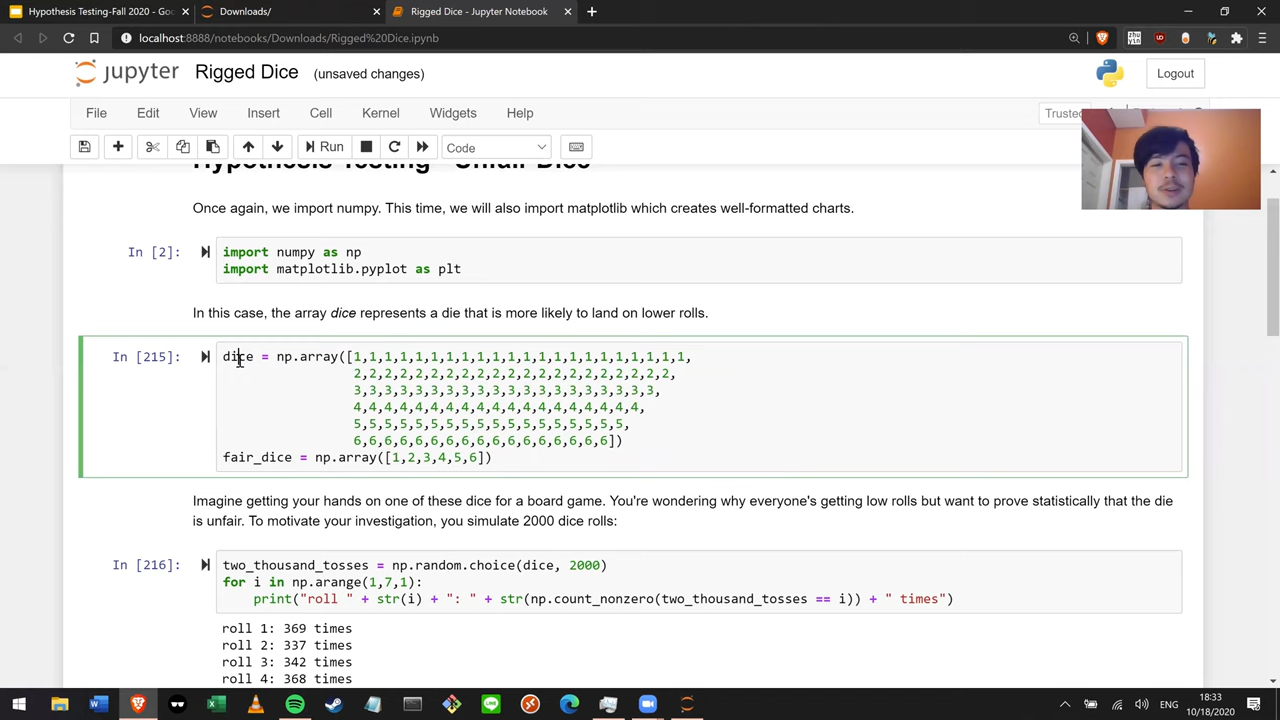 Hypothesis Testing-Fall 2020 - Goo
Downloads/
Rigged Dice - Jupyter Notebook
localhost:8888/notebooks/Downloads/Rigged%20Dice.ipynb
jupyter Rigged Dice (unsaved changes)
Logout
File Edit View Insert Cell Kernel Widgets Help
Trusted
Run
Code
Hypothesis Testing - Unfair Dice
Once again, we import numpy. This time, we will also import matplotlib which creates well-formatted charts.
In [2]: import numpy as np
import matplotlib.pyplot as plt
In this case, the array dice represents a die that is more likely to land on lower rolls.
In [215]: dice = np.array([1,1,1,1,1,1,1,1,1,1,1,1,1,1,1,1,1,1,1,1,1,1,
2,2,2,2,2,2,2,2,2,2,2,2,2,2,2,2,2,2,2,2,2,
3,3,3,3,3,3,3,3,3,3,3,3,3,3,3,3,3,3,3,3,
4,4,4,4,4,4,4,4,4,4,4,4,4,4,4,4,4,4,4,
5,5,5,5,5,5,5,5,5,5,5,5,5,5,5,5,5,5,
6,6,6,6,6,6,6,6,6,6,6,6,6,6,6,6,6])
fair_dice = np.array([1,2,3,4,5,6])
Imagine getting your hands on one of these dice for a board game. You're wondering why everyone's getting low rolls but want to prove statistically that the die
is unfair. To motivate your investigation, you simulate 2000 dice rolls:
In [216]: two_thousand_tosses = np.random.choice(dice, 2000)
for i in np.arange(1,7,1):
print("roll " + str(i) + ": " + str(np.count_nonzero(two_thousand_tosses == i)) + " times")
roll 1: 369 times
roll 2: 337 times
roll 3: 342 times
roll 4: 368 times
ENG
18:33
10/18/2020